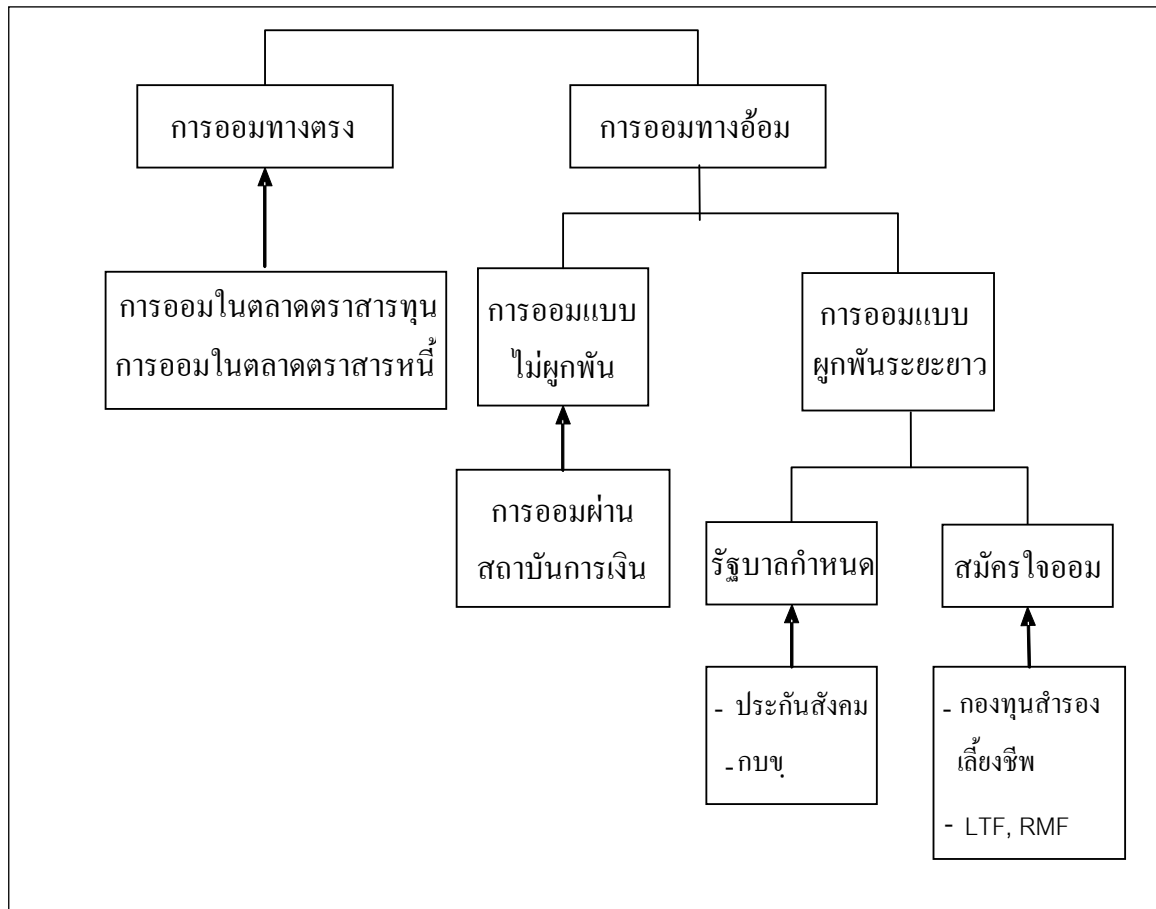 การออมทางตรง
การออมทางอ้อม
การออมในตลาดตราสารทุน
การออมในตลาดตราสารหนี้
การออมแบบ
ไม่ผูกพัน
การออมแบบ
ผูกพันระยะยาว
การออมผ่าน
สถาบันการเงิน
รัฐบาลกำหนด
สมัครใจออม
- ประกันสังคม
-กบข.
- กองทุนสำรอง
เลี้ยงชีพ
- LTF, RMF